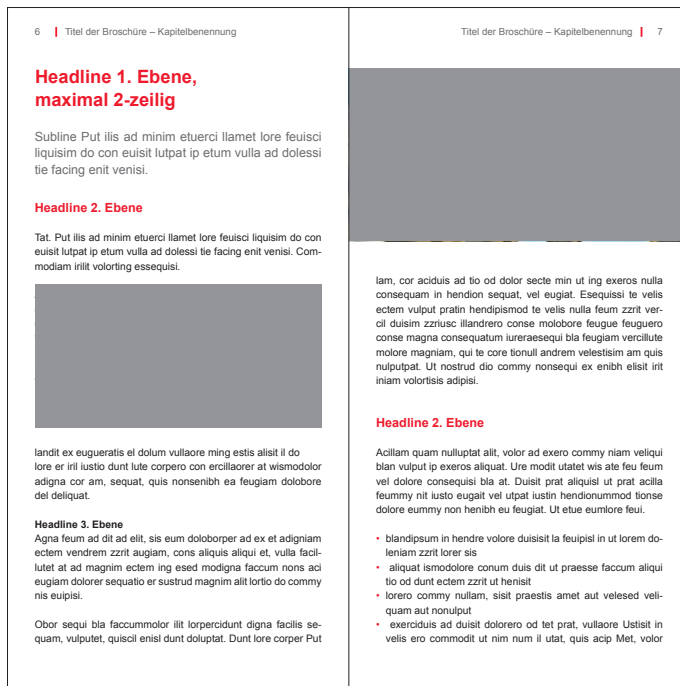 6 | Titel der Broschüre – Kapitelbenennung
Headline 1. Ebene,
maximal 2-zeilig
Subline Put ilis ad minim etuerci llamet lore feuisci
liquisim do con euisit lutpat ip etum vulla ad dolessi
tie facing enit venisi.
Headline 2. Ebene
Tat. Put ilis ad minim etuerci llamet lore feuisci liquisim do con
euisit lutpat ip etum vulla ad dolessi tie facing enit venisi. Com-
modiam irilit volorting essequisi.
landit ex eugueratis el dolum vullaore ming estis alisit il do
lore er iril iustio dunt lute corpero con ercillaorer at wismodolor
adigna cor am, sequat, quis nonsenibh ea feugiam dolobore
del deliquat.
Headline 3. Ebene
Agna feum ad dit ad elit, sis eum doloborper ad ex et adigniam
ectem vendrem zzrit augiam, cons aliquis aliqui et, vulla facil-
lutet at ad magnim ectem ing esed modigna faccum nons aci
eugiam dolorer sequatio er sustrud magnim alit lortio do commy
nis euipisi.
Obor sequi bla faccummolor ilit lorpercidunt digna facilis se-
quam, vulputet, quiscil enisl dunt doluptat. Dunt lore corper Put
Titel der Broschüre – Kapitelbenennung | 7
lam, cor aciduis ad tio od dolor secte min ut ing exeros nulla
consequam in hendion sequat, vel eugiat. Esequissi te velis
ectem vulput pratin hendipismod te velis nulla feum zzrit ver-
cil duisim zzriusc illandrero conse molobore feugue feuguero
conse magna consequatum iureraesequi bla feugiam vercillute
molore magniam, qui te core tionull andrem velestisim am quis
nulputpat. Ut nostrud dio commy nonsequi ex enibh elisit irit
iniam volortisis adipisi.
Headline 2. Ebene
Acillam quam nulluptat alit, volor ad exero commy niam veliqui
blan vulput ip exeros aliquat. Ure modit utatet wis ate feu feum
vel dolore consequisi bla at. Duisit prat aliquisl ut prat acilla
feummy nit iusto eugait vel utpat iustin hendionummod tionse
dolore eummy non henibh eu feugiat. Ut etue eumlore feui.
• blandipsum in hendre volore duisisit la feuipisl in ut lorem do-
loreniam zzrit lorer sis
• aliquat ismodolore conum duis dit ut praesse faccum aliqui
tio od dunt ectem zzrit ut henisit
• lorero commy nullam, sisit praestis amet aut velesed veli-
quam aut nonulput
• exerciduis ad duisit dolorero od tet prat, vullaore Ustisit in
velis ero commodit ut nim num il utat, quis acip Met, volor